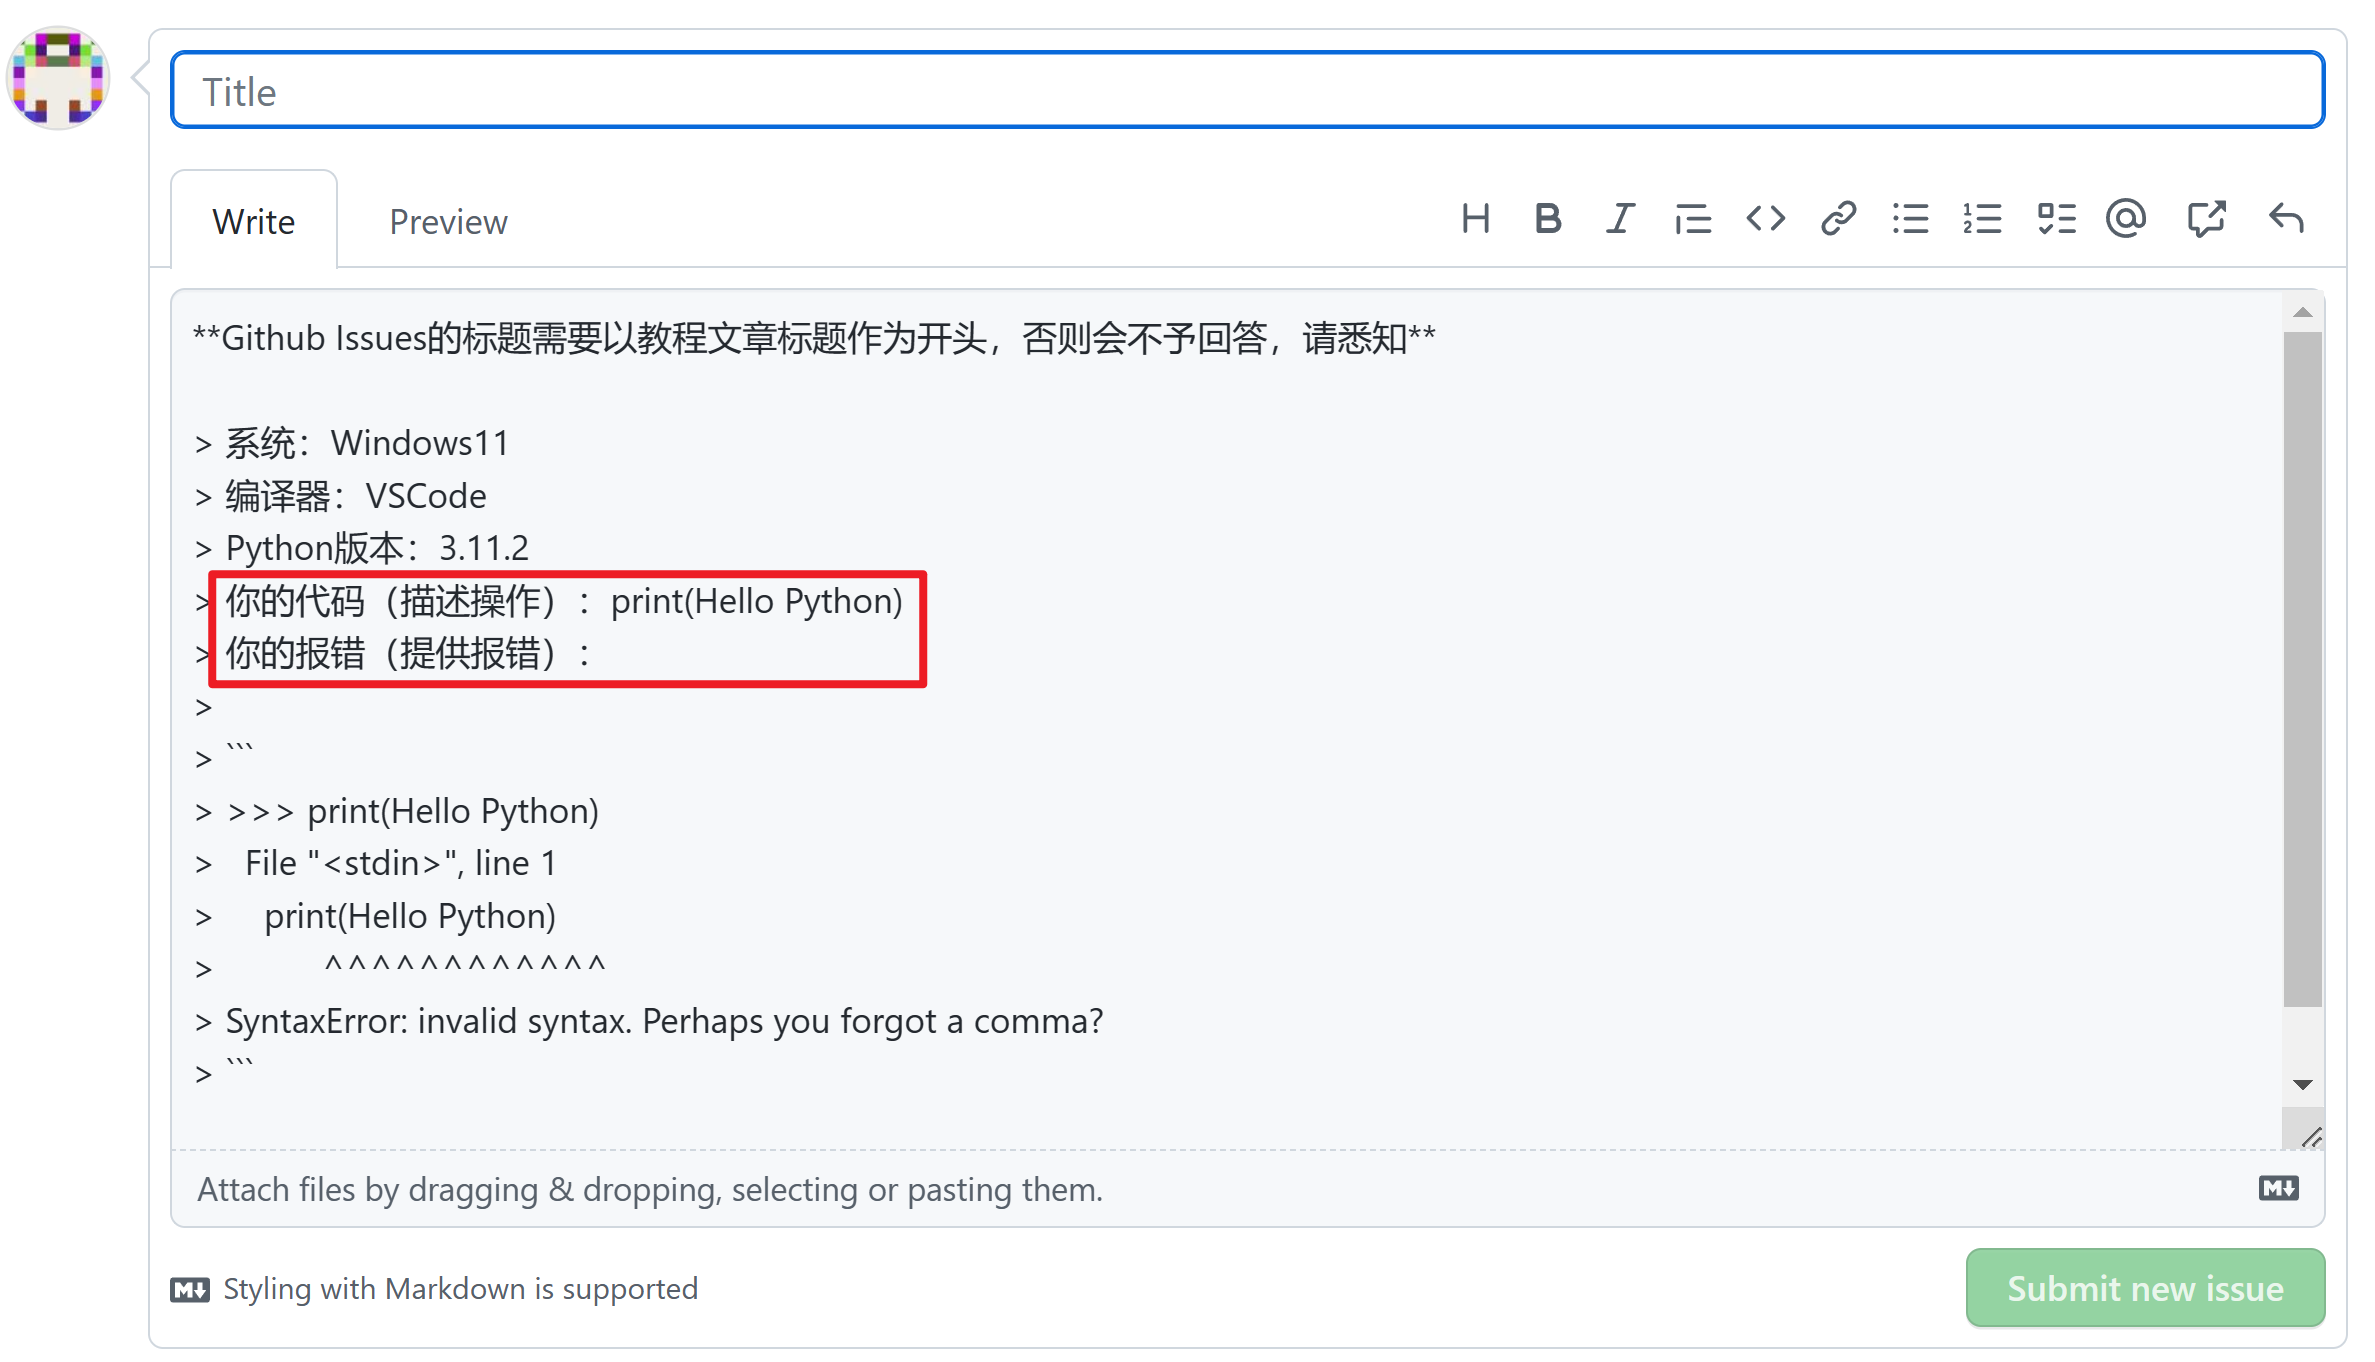 Title
Write Preview
**Github Issues的标题需要以教程文章标题作为开头，否则会不予回答，请悉知**
> 系统：Windows11
> 编译器：VSCode
> Python版本：3.11.2
> 你的代码（描述操作）：print(Hello Python)
> 你的报错（提供报错）：
>
> ```
> >>> print(Hello Python)
>   File "<stdin>", line 1
>     print(Hello Python)
>           ^^^^^^^^^^^^
> SyntaxError: invalid syntax. Perhaps you forgot a comma?
> ```
Attach files by dragging & dropping, selecting or pasting them.
Styling with Markdown is supported
Submit new issue